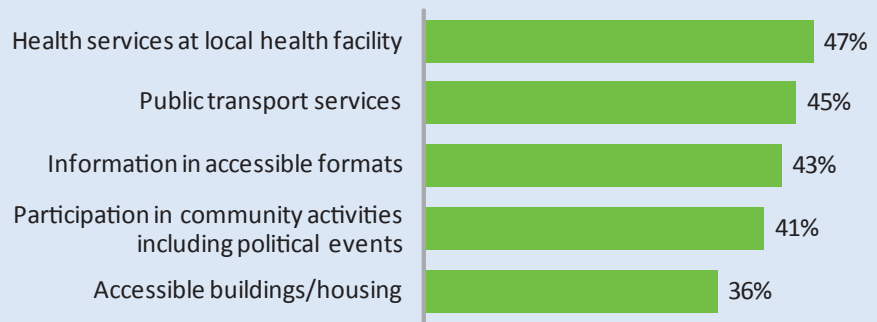 Health services at local health facility 47%
Public transport services 45%
Information in accessible formats 43%
Participation in community activities
including political events 41%
Accessible buildings/housing 36%